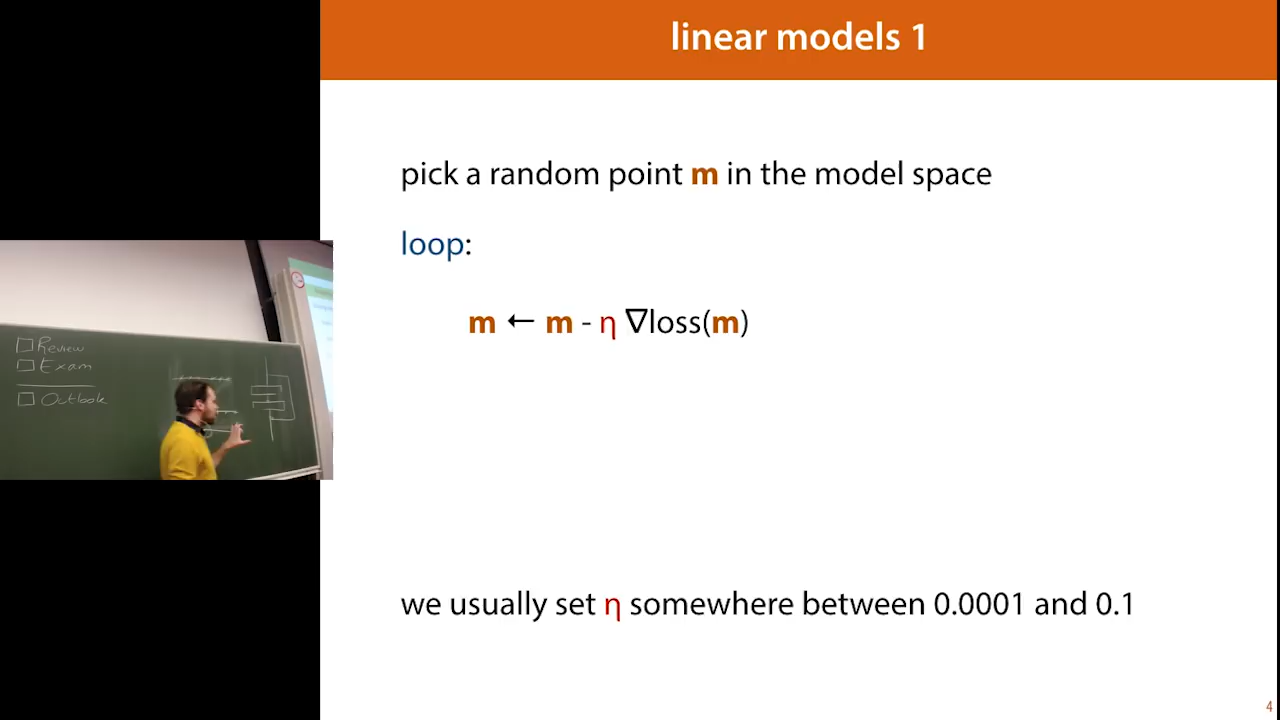 linear models 1
pick a random point m in the model space
loop:
m ← m - η ∇loss(m)
we usually set η somewhere between 0.0001 and 0.1
4
Review
Exam
Outlook